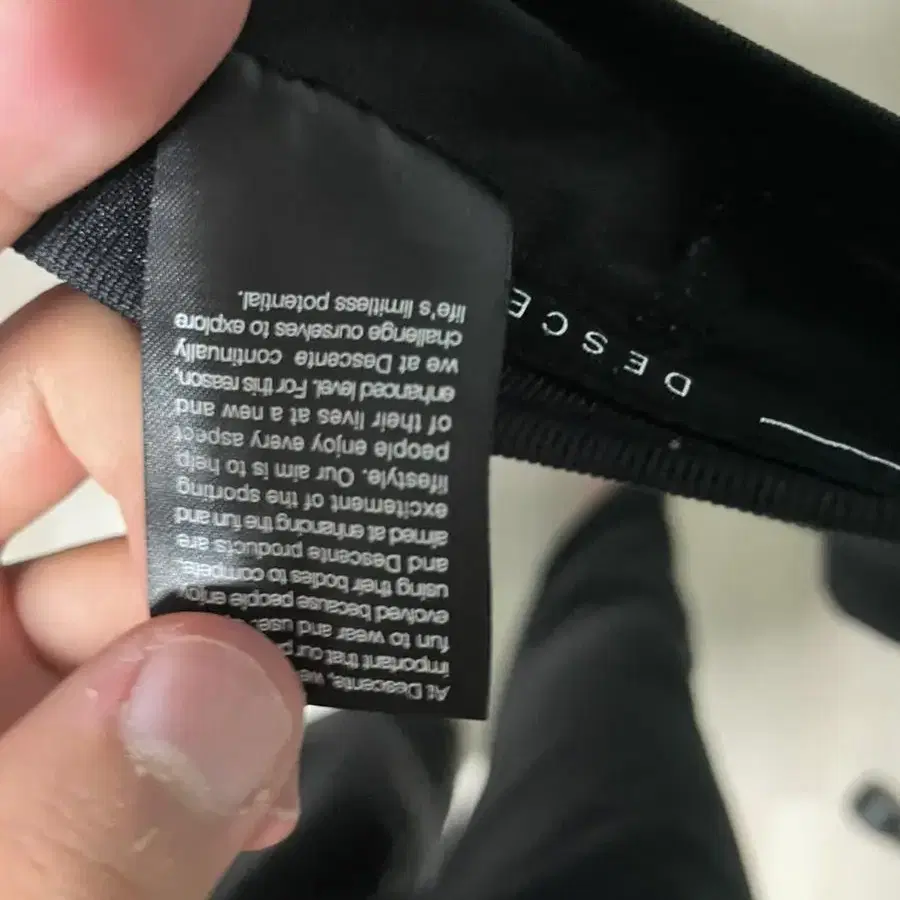 At Descente, we
important that our p
fun to wear and use.
evolved because people enjoy
using their bodies to compete,
and Descente products are
aimed at enhancing the fun and
excitement of the sporting
lifestyle. Our aim is to help
people enjoy every aspect
of their lives at a new and
enhanced level. For this reason,
we at Descente continually
challenge ourselves to explore
life's limitless potential.
DESCE